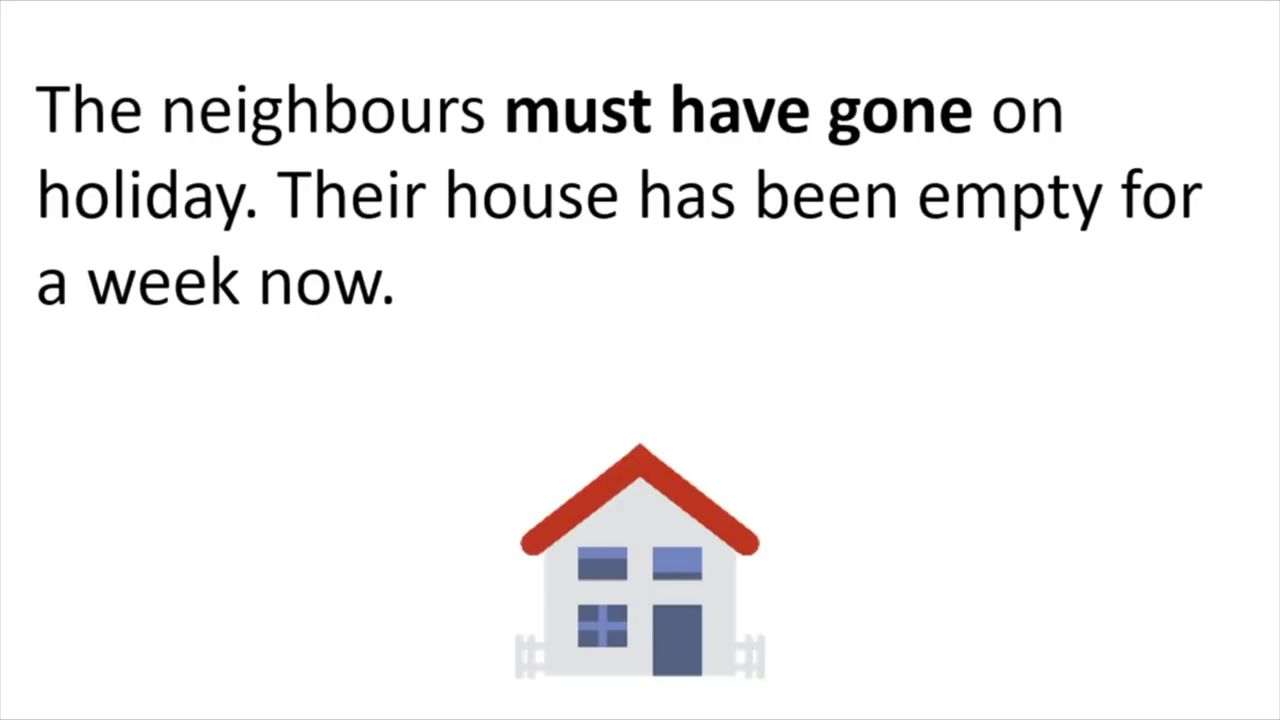 The neighbours must have gone on
holiday. Their house has been empty for
a week now.